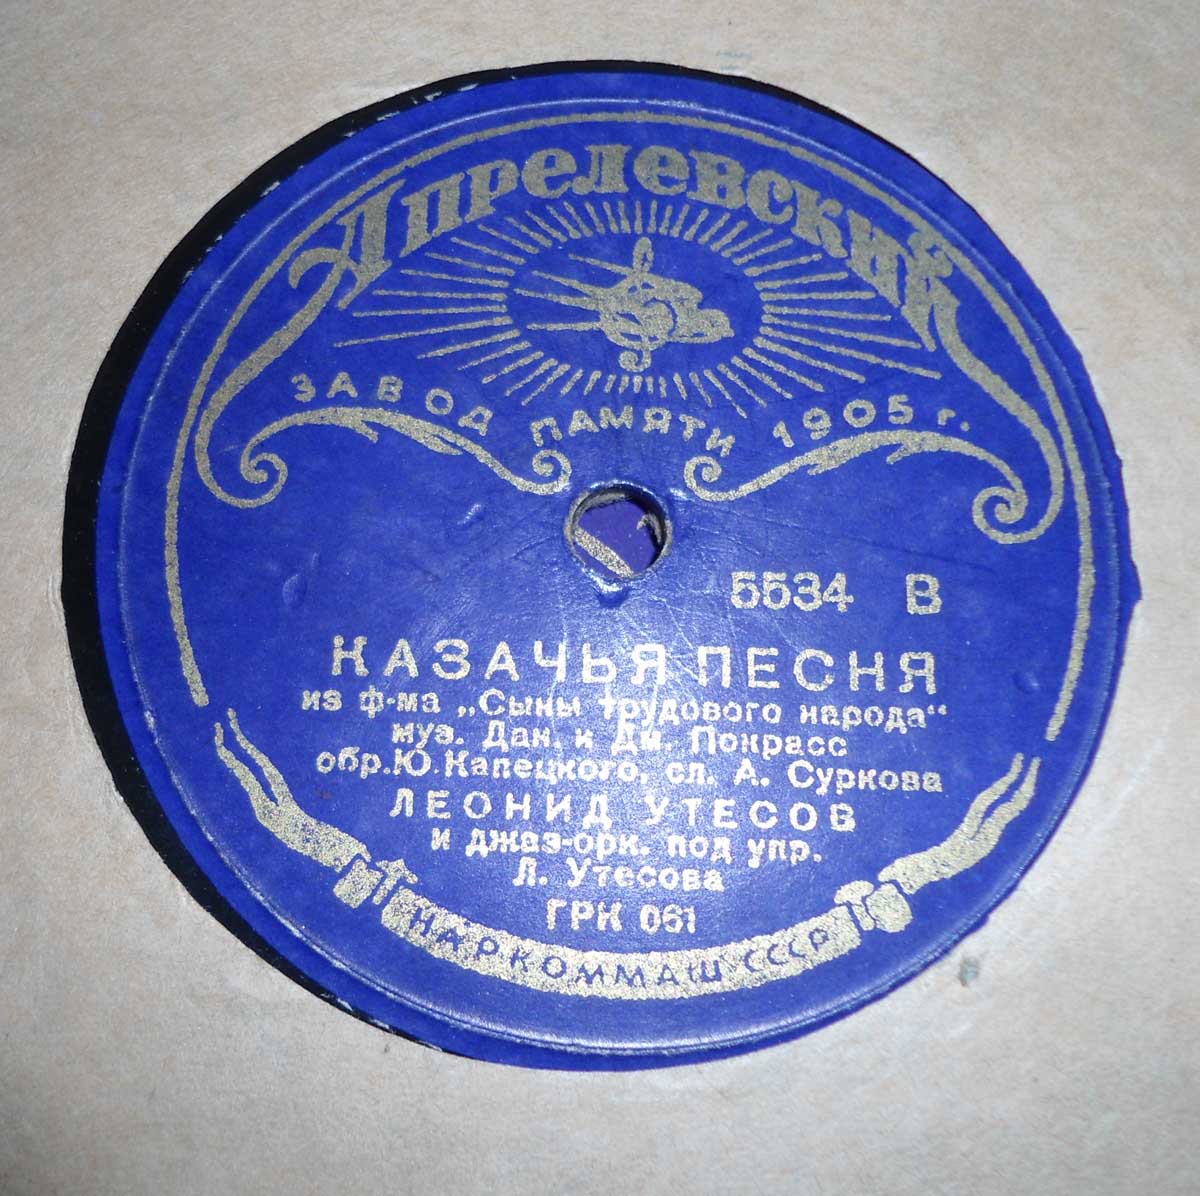 Апрелевский
ЗАВОД ПАМЯТИ 1905 г.
5534 В
КАЗАЧЬЯ ПЕСНЯ
из ф-ма „Сыны трудового народа“
муз. Дан. и Дм. Покрасс
обр.Ю.Капецкого, сл. А. Суркова
ЛЕОНИД УТЕСОВ
и джаз-орк. под упр.
Л. Утесова
ГРК 061
НАРКОММАШ СССР